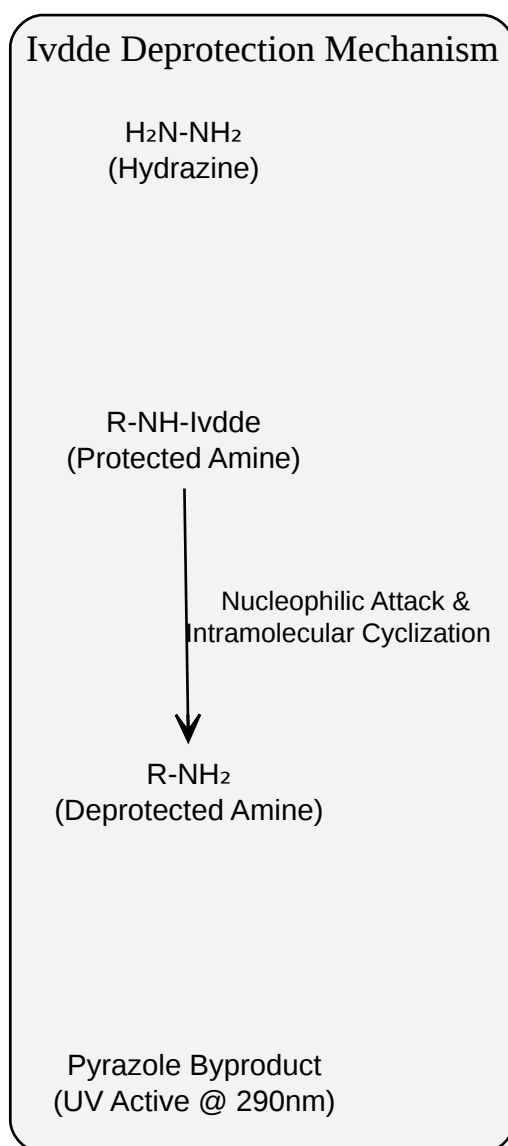 Ivdde Deprotection Mechanism
H₂N-NH₂
(Hydrazine)
R-NH-Ivdde
(Protected Amine)
Nucleophilic Attack &
Intramolecular Cyclization
R-NH₂
(Deprotected Amine)
Pyrazole Byproduct
(UV Active @ 290nm)